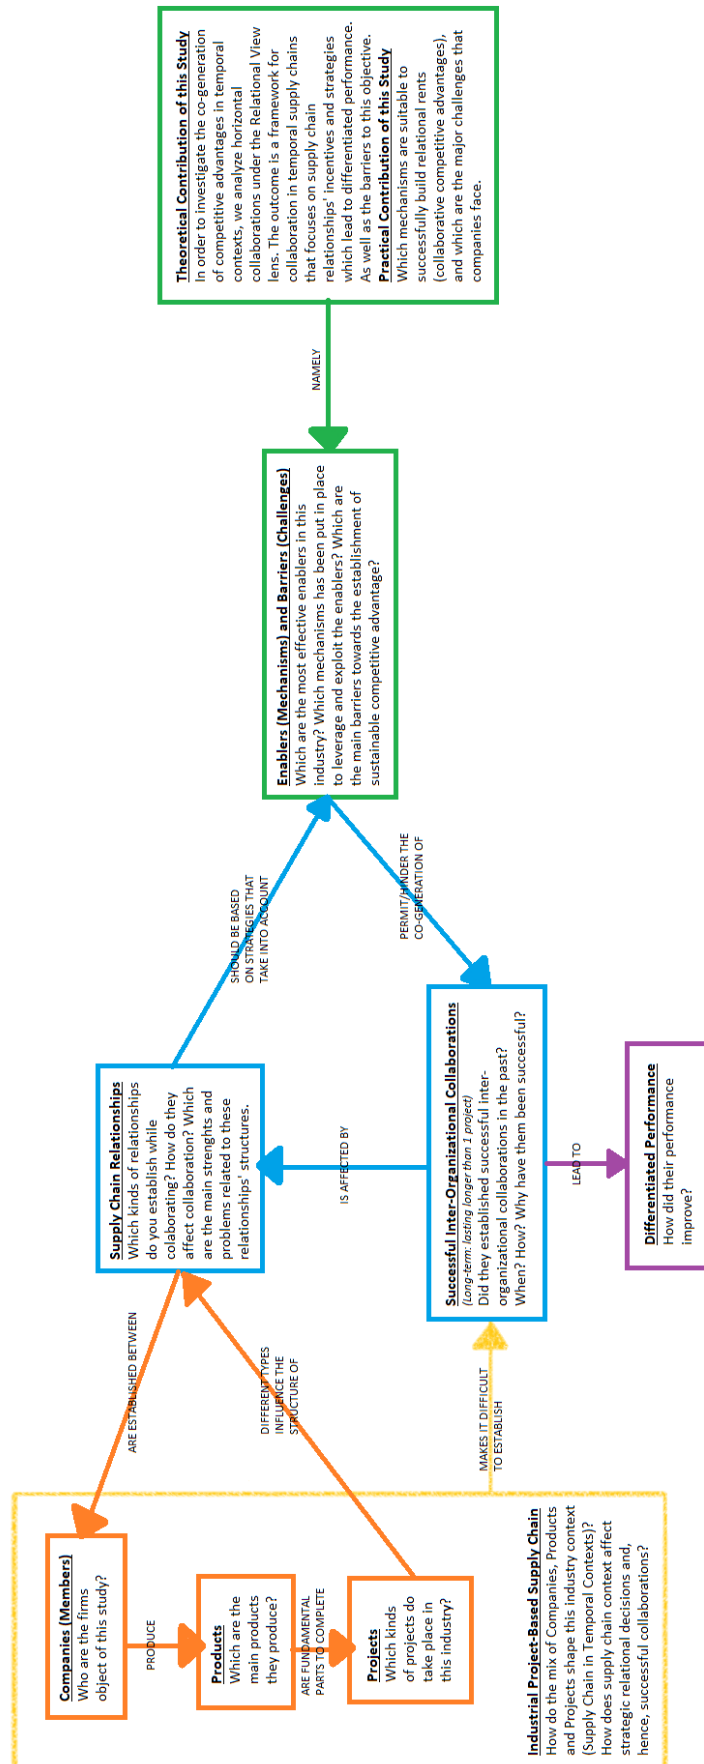 Companies (Members)
Who are the firms
object of this study?
PRODUCE
Products
Which are the
main products
they produce?
ARE FUNDAMENTAL
PARTS TO COMPLETE
Projects
Which kinds
of projects do
take place in
this industry?
Industrial Project-Based Supply Chain
How do the mix of Companies, Products
and Projects shape this industry context
(Supply Chain in Temporal Contexts)?
How does supply chain context affect
strategic relational decisions and,
hence, successful collaborations?
ARE ESTABLISHED BETWEEN
DIFFERENT TYPES
INFLUENCE THE
STRUCTURE OF
MAKES IT DIFFICULT
TO ESTABLISH
Supply Chain Relationships
Which kinds of relationships
do you establish while
colaborating? How do they
affect collaboration? Which
are the main strenghts and
problems related to these
relationships' structures.
IS AFFECTED BY
Successful Inter-Organizational Collaborations
(Long-term: lasting longer than 1 project)
Did they established successful inter-
organizational collaborations in the past?
When? How? Why have them been successful?
LEAD TO
Differentiated Performance
How did their performance
improve?
SHOULD BE BASED
ON STRATEGIES THAT
TAKE INTO ACCOUNT
PERMIT/HINDER THE
CO-GENERATION OF
Enablers (Mechanisms) and Barriers (Challenges)
Which are the most effective enablers in this
industry? Which mechanisms has been put in place
to leverage and exploit the enablers? Which are
the main barriers towards the establishment of
sustainable competitive advantage?
NAMELY
Theoretical Contribution of this Study
In order to investigate the co-generation
of competitive advantages in temporal
contexts, we analyze horizontal
collaborations under the Relational View
lens. The outcome is a framework for
collaboration in temporal supply chains
that focuses on supply chain
relationships' incentives and strategies
which lead to differentiated performance.
As well as the barriers to this objective.
Practical Contribution of this Study
Which mechanisms are suitable to
successfully build relational rents
(collaborative competitive advantages),
and which are the major challenges that
companies face.